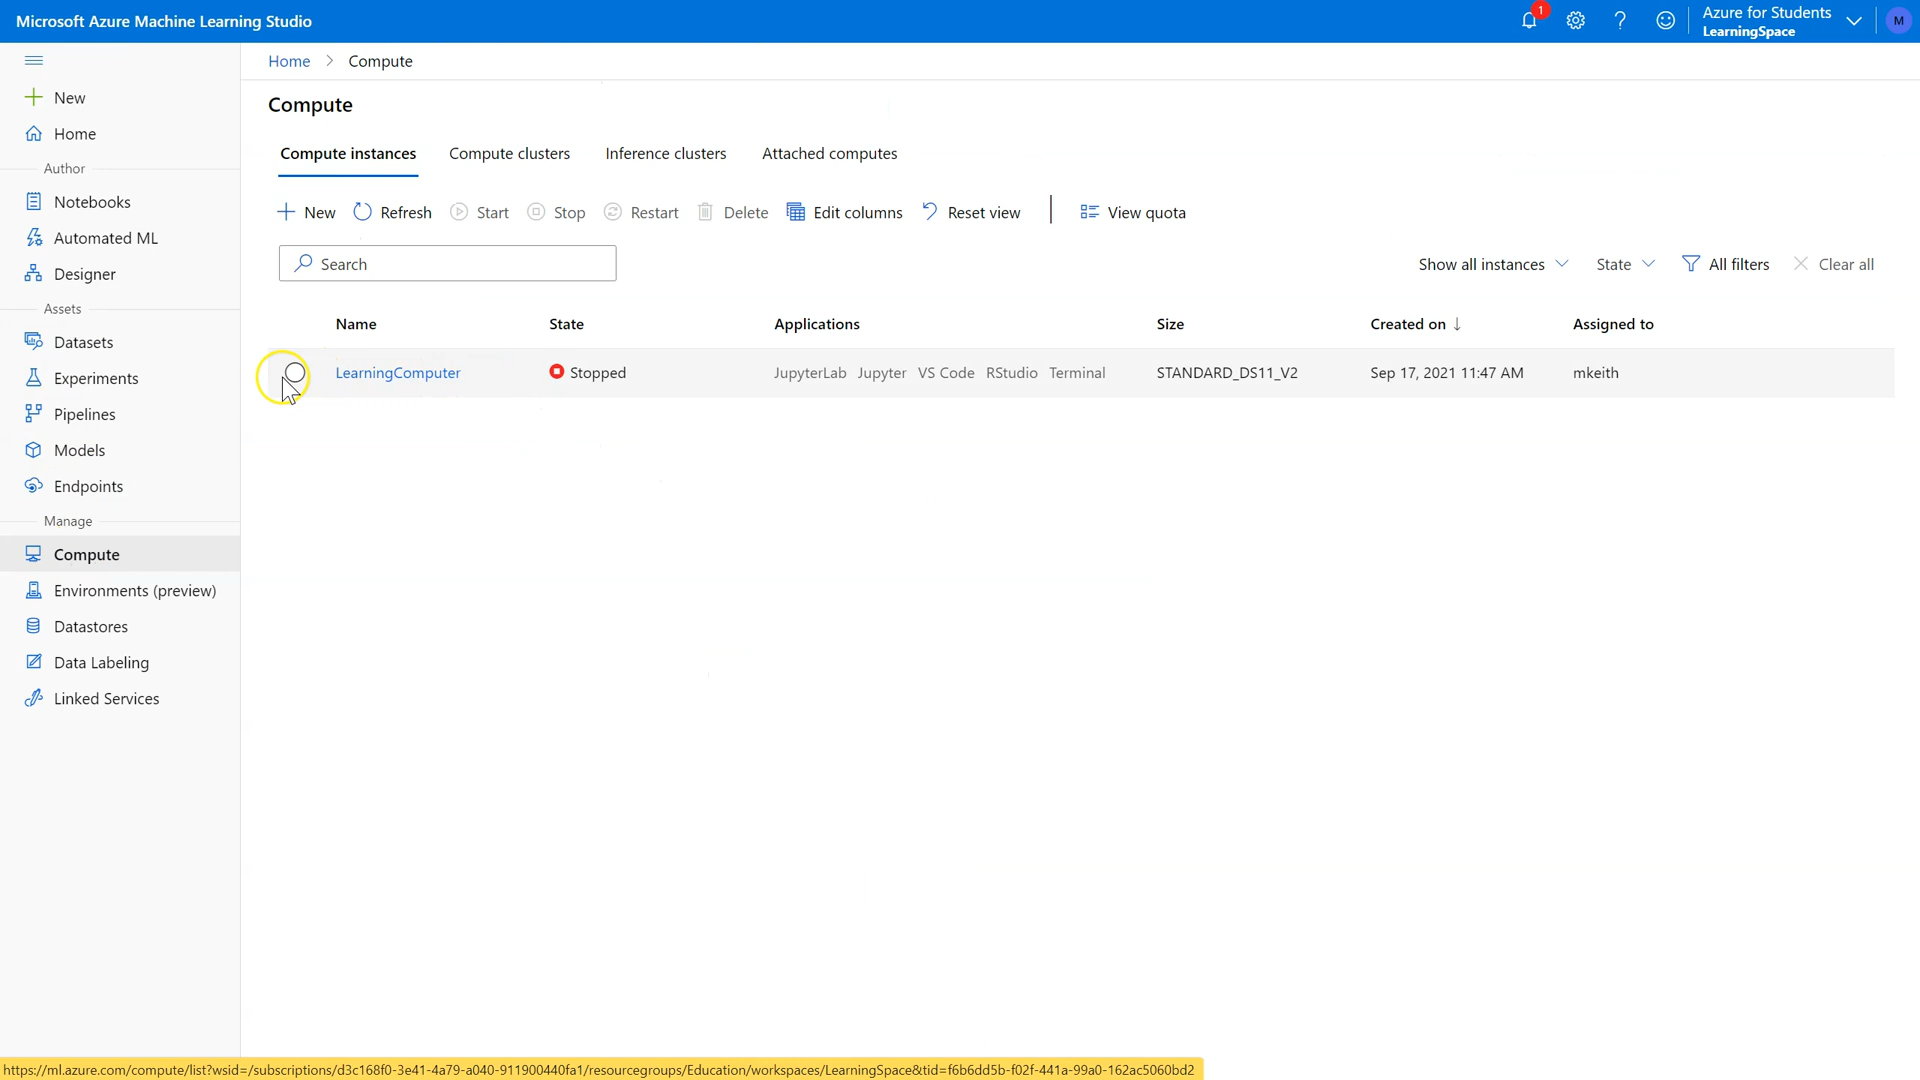 Microsoft Azure Machine Learning Studio
1
Azure for Students
LearningSpace
M
New
Home
Author
Notebooks
Automated ML
Designer
Assets
Datasets
Experiments
Pipelines
Models
Endpoints
Manage
Compute
Environments (preview)
Datastores
Data Labeling
Linked Services
Home > Compute
Compute
Compute instances Compute clusters Inference clusters Attached computes
New Refresh Start Stop Restart Delete Edit columns Reset view View quota
Search
Show all instances State All filters Clear all
Name State Applications Size Created on ↓ Assigned to
LearningComputer Stopped JupyterLab Jupyter VS Code RStudio Terminal STANDARD_DS11_V2 Sep 17, 2021 11:47 AM mkeith
https://ml.azure.com/compute/list?wsid=/subscriptions/d3c168f0-3e41-4a79-a040-911900440fa1/resourcegroups/Education/workspaces/LearningSpace&tid=f6b6dd5b-f02f-441a-99a0-162ac5060bd2